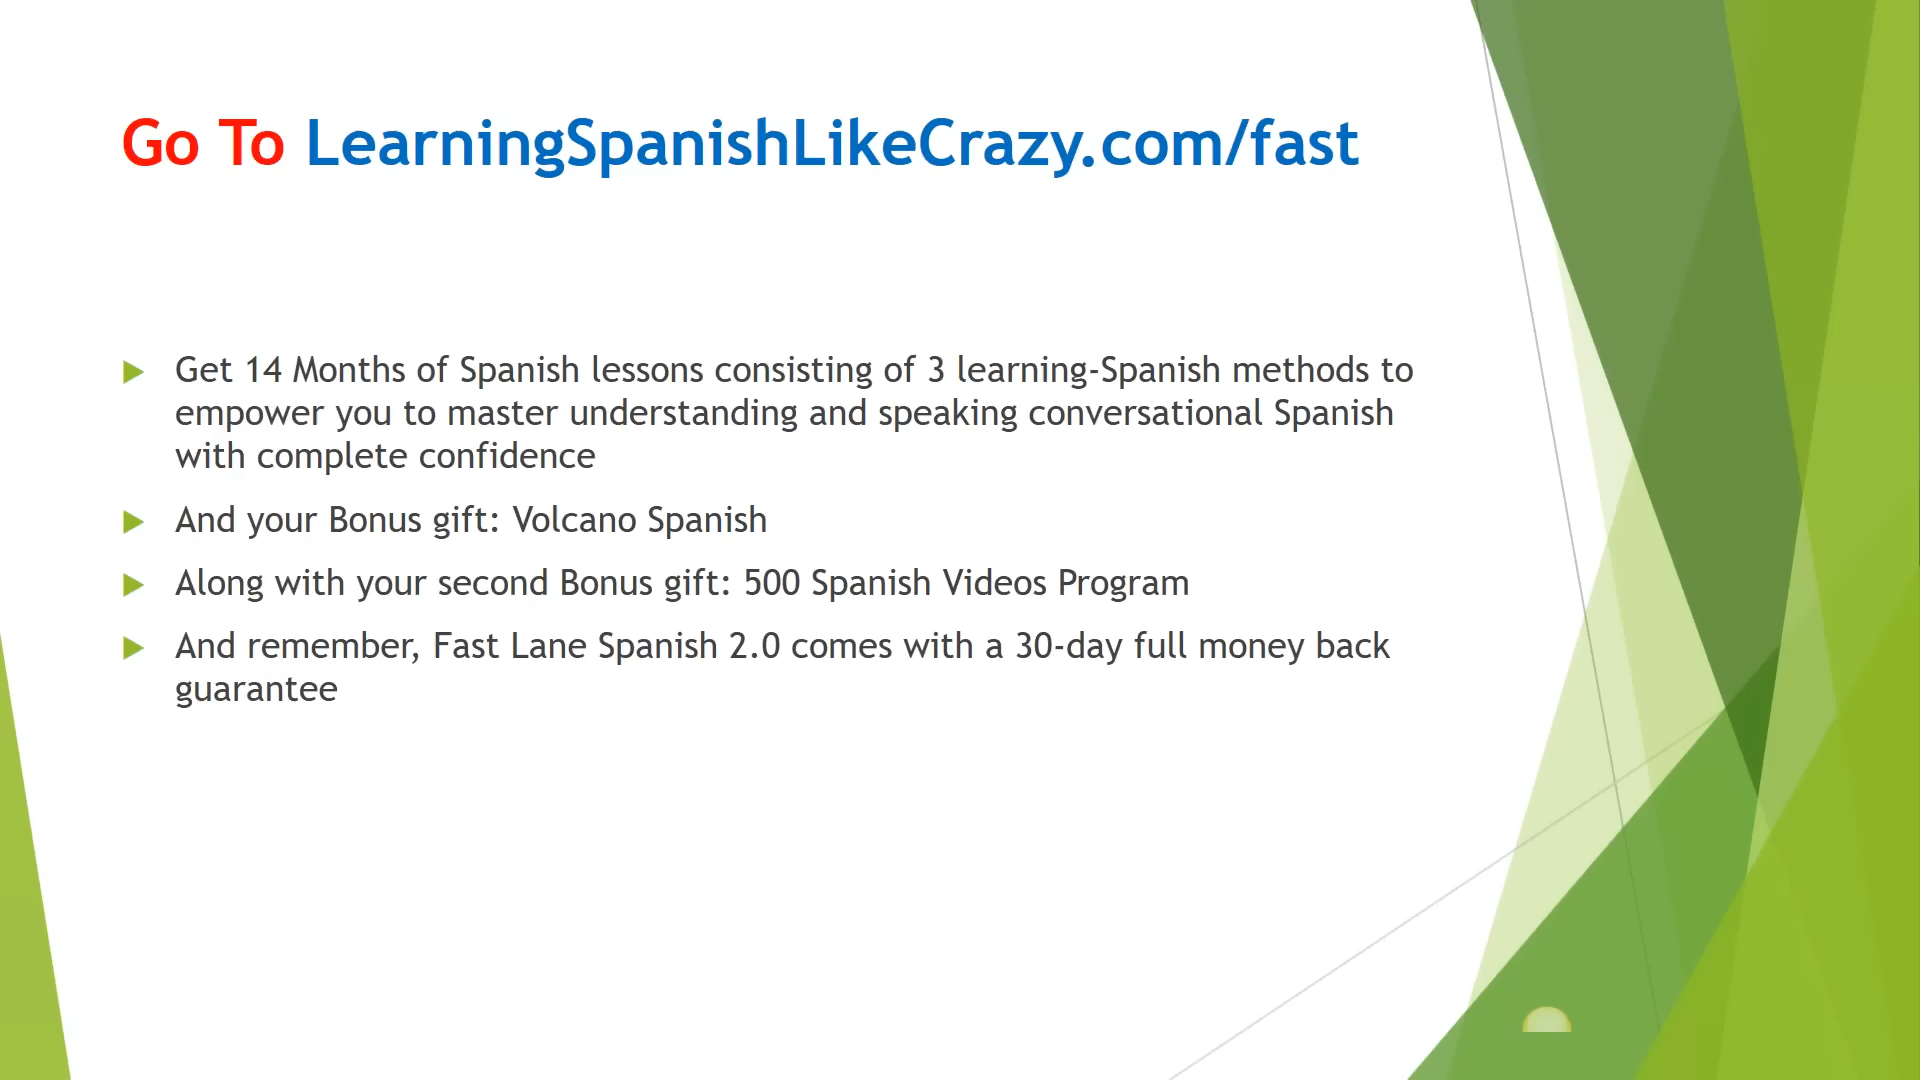 Go To LearningSpanishLikeCrazy.com/fast
Get 14 Months of Spanish lessons consisting of 3 learning-Spanish methods to
empower you to master understanding and speaking conversational Spanish
with complete confidence
And your Bonus gift: Volcano Spanish
Along with your second Bonus gift: 500 Spanish Videos Program
And remember, Fast Lane Spanish 2.0 comes with a 30-day full money back
guarantee